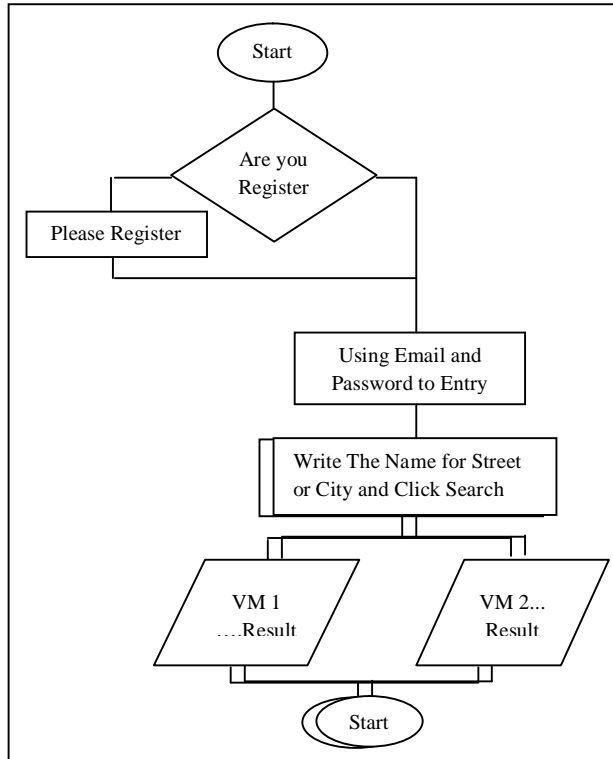 Start
Are you
Register
Please Register
Using Email and
Password to Entry
Write The Name for Street
or City and Click Search
VM 1
....Result
VM 2...
Result
Start